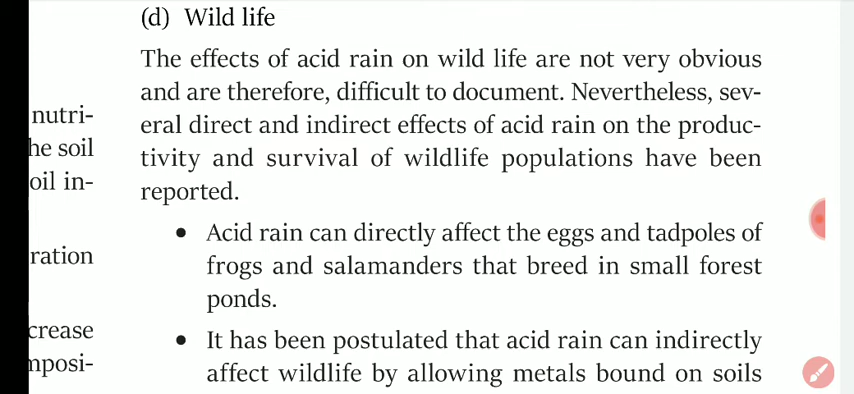 (d) Wild life
The effects of acid rain on wild life are not very obvious
and are therefore, difficult to document. Nevertheless, sev-
eral direct and indirect effects of acid rain on the produc-
tivity and survival of wildlife populations have been
reported.
• Acid rain can directly affect the eggs and tadpoles of
frogs and salamanders that breed in small forest
ponds.
• It has been postulated that acid rain can indirectly
affect wildlife by allowing metals bound on soils
nutri-
he soil
oil in-
ration
crease
mposi-